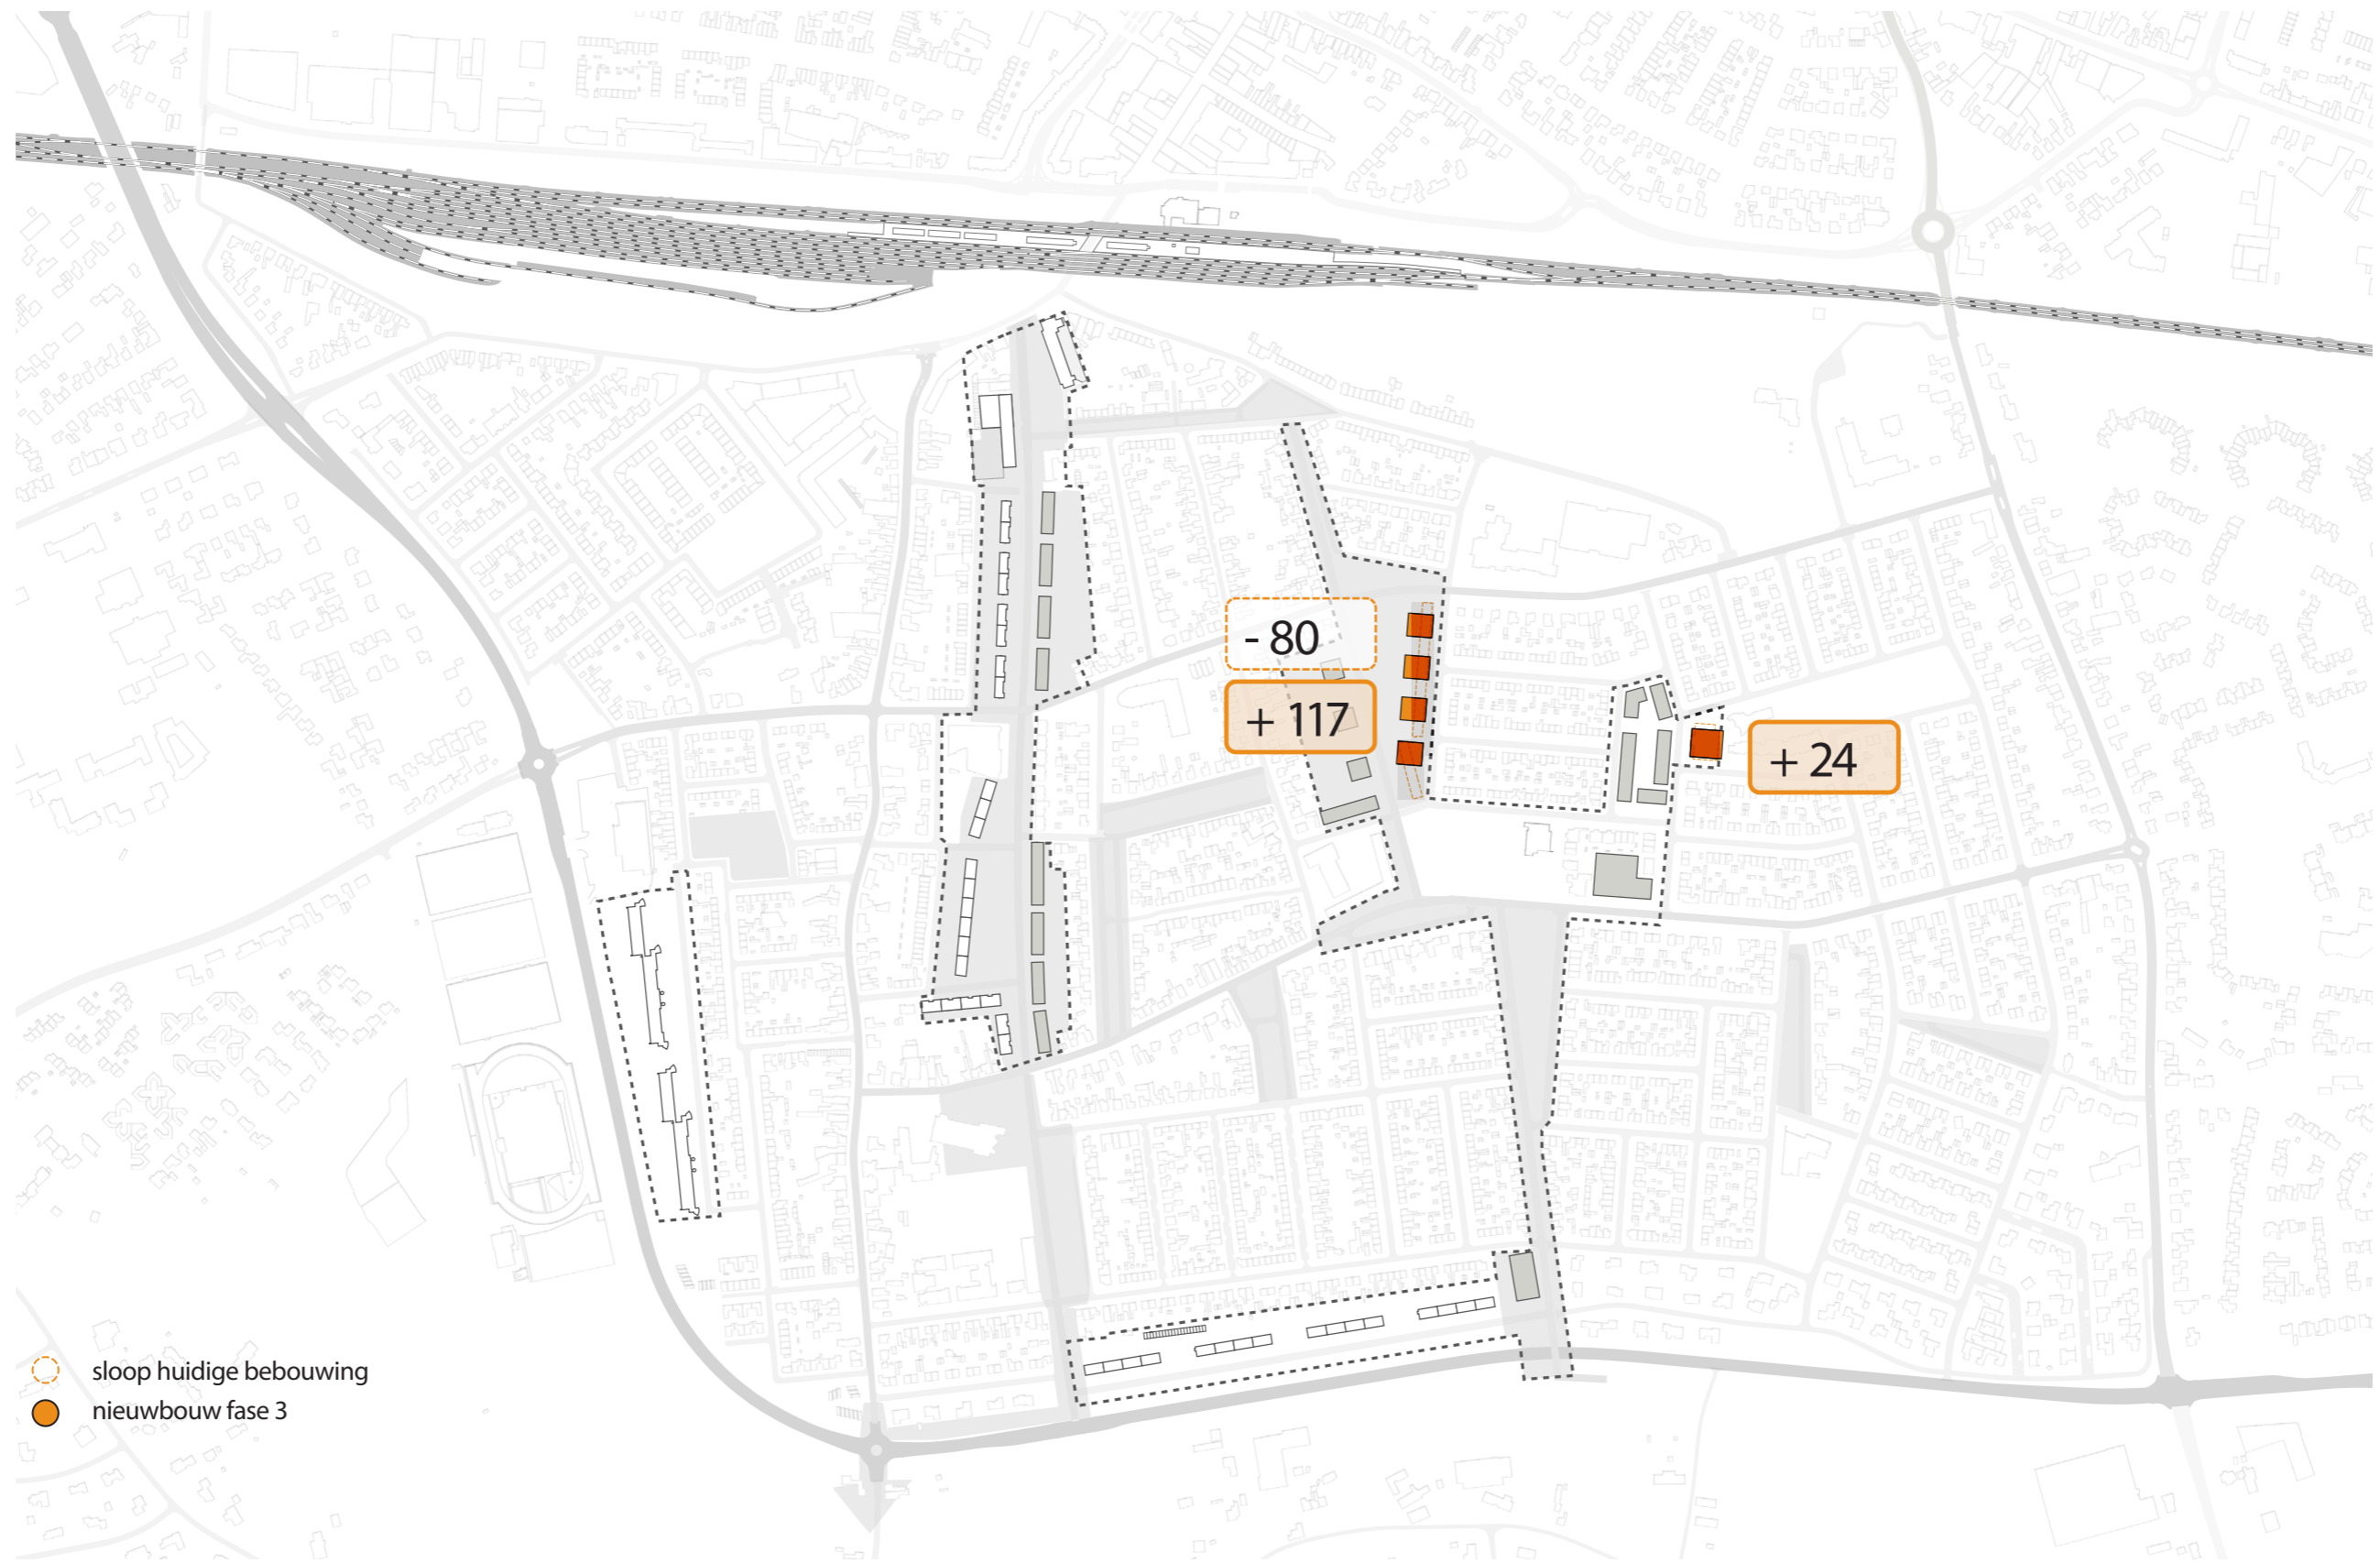 - 80
+ 117
+ 24
sloop huidige bebouwing
nieuwbouw fase 3